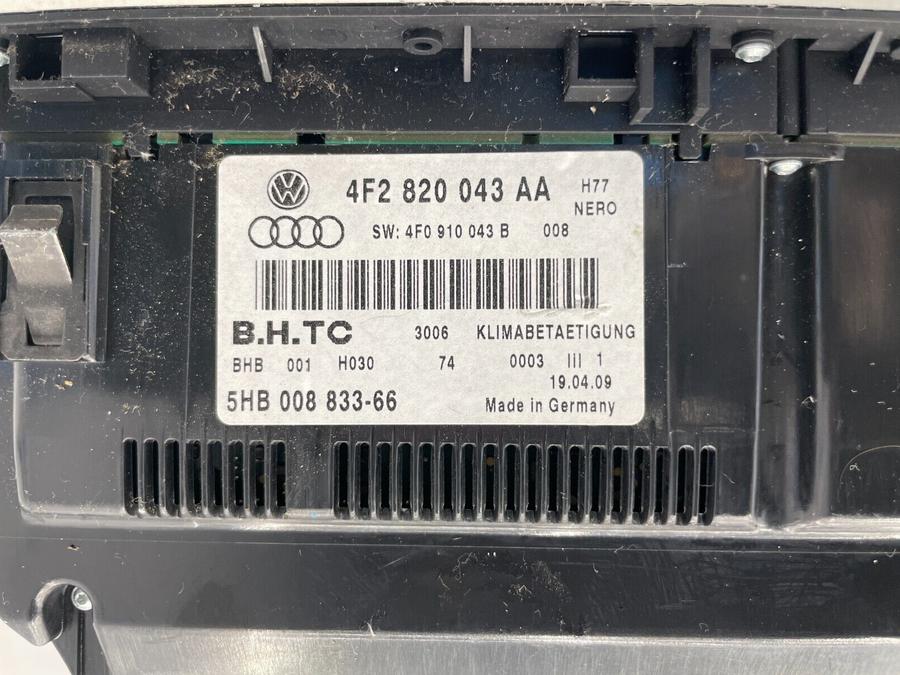 VW 4F2 820 043 AA H77
NERO
SW: 4F0 910 043 B 008
B.H.TC 3006 KLIMABETAETIGUNG
BHB 001 H030 74 0003 III 1
19.04.09
5HB 008 833-66 Made in Germany